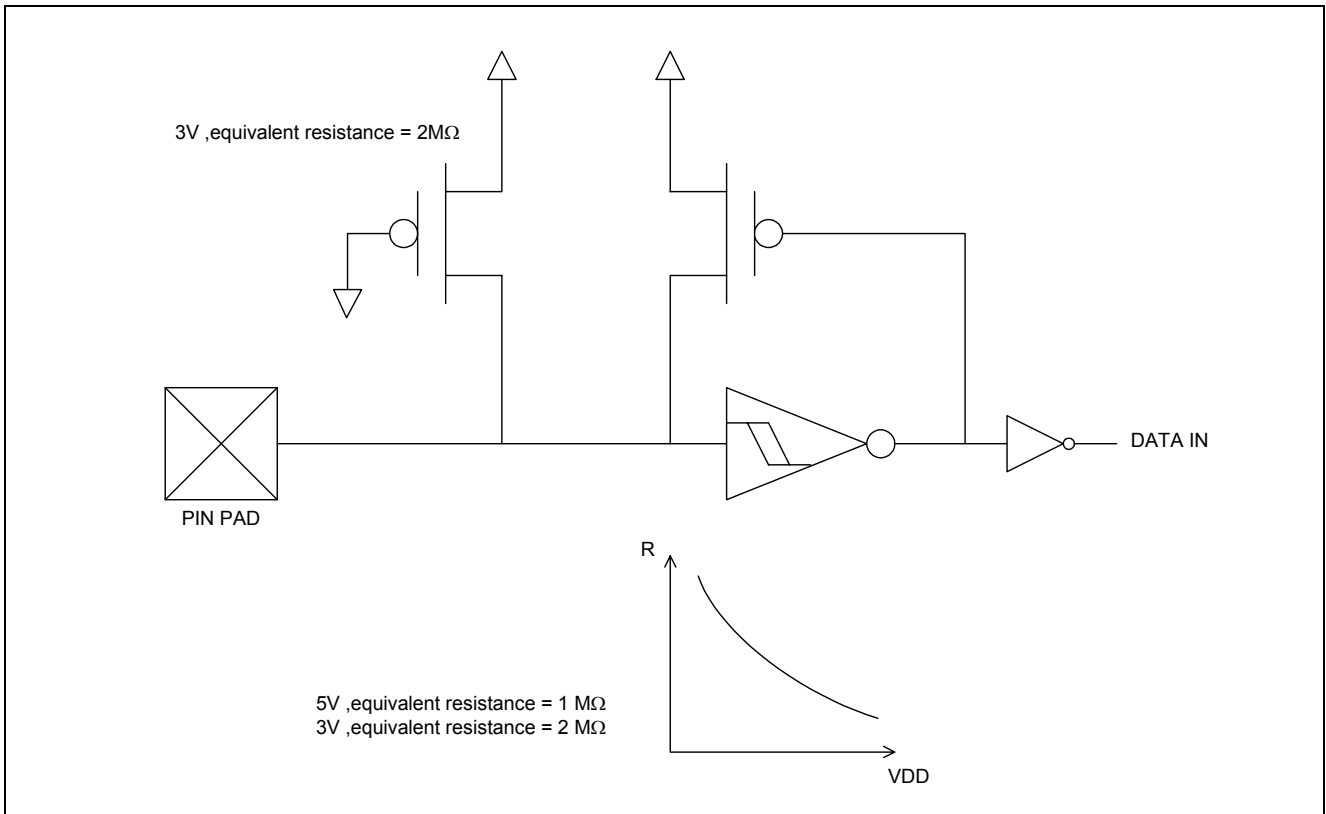 3V ,equivalent resistance = 2MΩ
DATA IN
PIN PAD
R
5V ,equivalent resistance = 1 MΩ
3V ,equivalent resistance = 2 MΩ
VDD